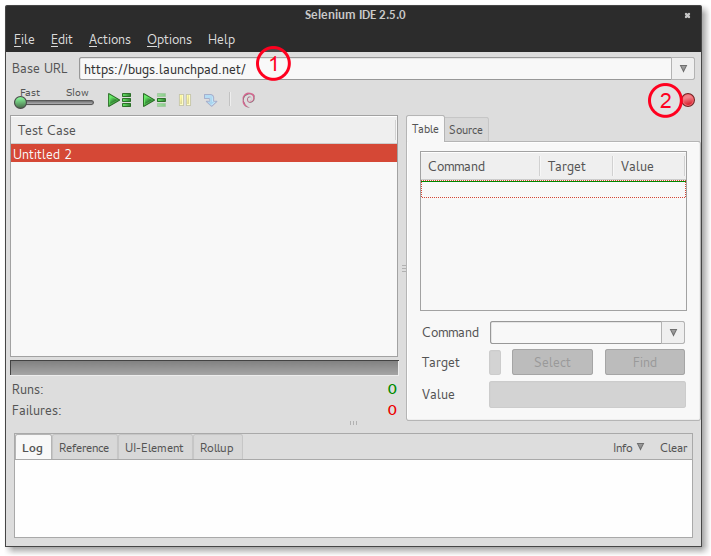 Selenium IDE 2.5.0
File Edit Actions Options Help
Base URL https://bugs.launchpad.net/ 1
Fast Slow 2
Test Case
Untitled 2
Table Source
Command Target Value
Command
Target Select Find
Value
Runs: 0
Failures: 0
Log Reference UI-Element Rollup Info Clear